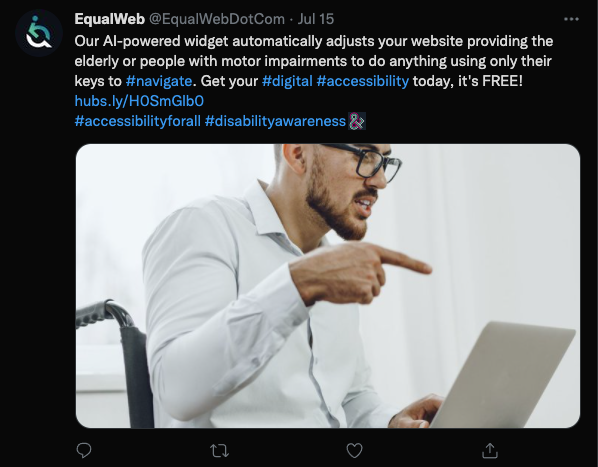 EqualWeb @EqualWebDotCom · Jul 15
Our AI-powered widget automatically adjusts your website providing the
elderly or people with motor impairments to do anything using only their
keys to #navigate. Get your #digital #accessibility today, it's FREE!
hubs.ly/H0SmGlb0
#accessibilityforall #disabilityawareness